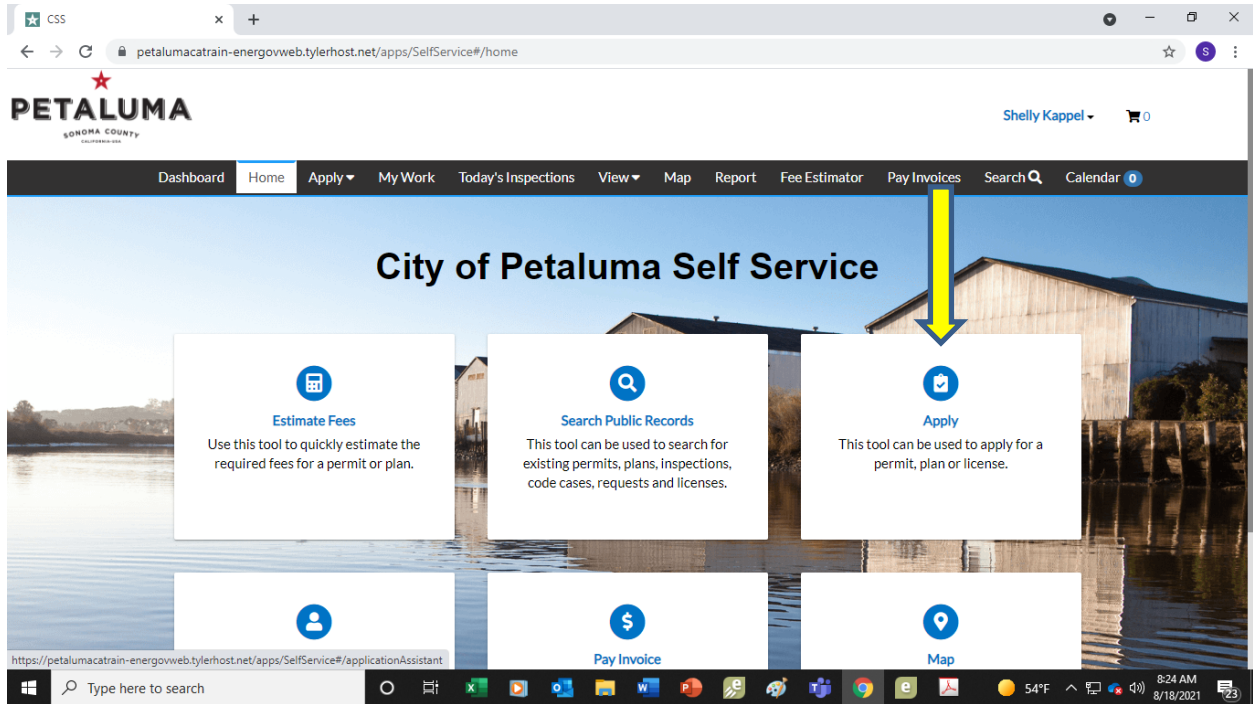 CSS
petalumacatrain-energovweb.tylerhost.net/apps/SelfService#/home
S
PETALUMA
SONOMA COUNTY
CALIFORNIA-USA
Shelly Kappel
0
Dashboard Home Apply My Work Today's Inspections View Map Report Fee Estimator Pay Invoices Search Calendar 0
City of Petaluma Self Service
Estimate Fees
Use this tool to quickly estimate the
required fees for a permit or plan.
Search Public Records
This tool can be used to search for
existing permits, plans, inspections,
code cases, requests and licenses.
Apply
This tool can be used to apply for a
permit, plan or license.
$
Pay Invoice
Map
https://petalumacatrain-energovweb.tylerhost.net/apps/SelfService#/applicationAssistant
Type here to search
54°F
8:24 AM
8/18/2021
23